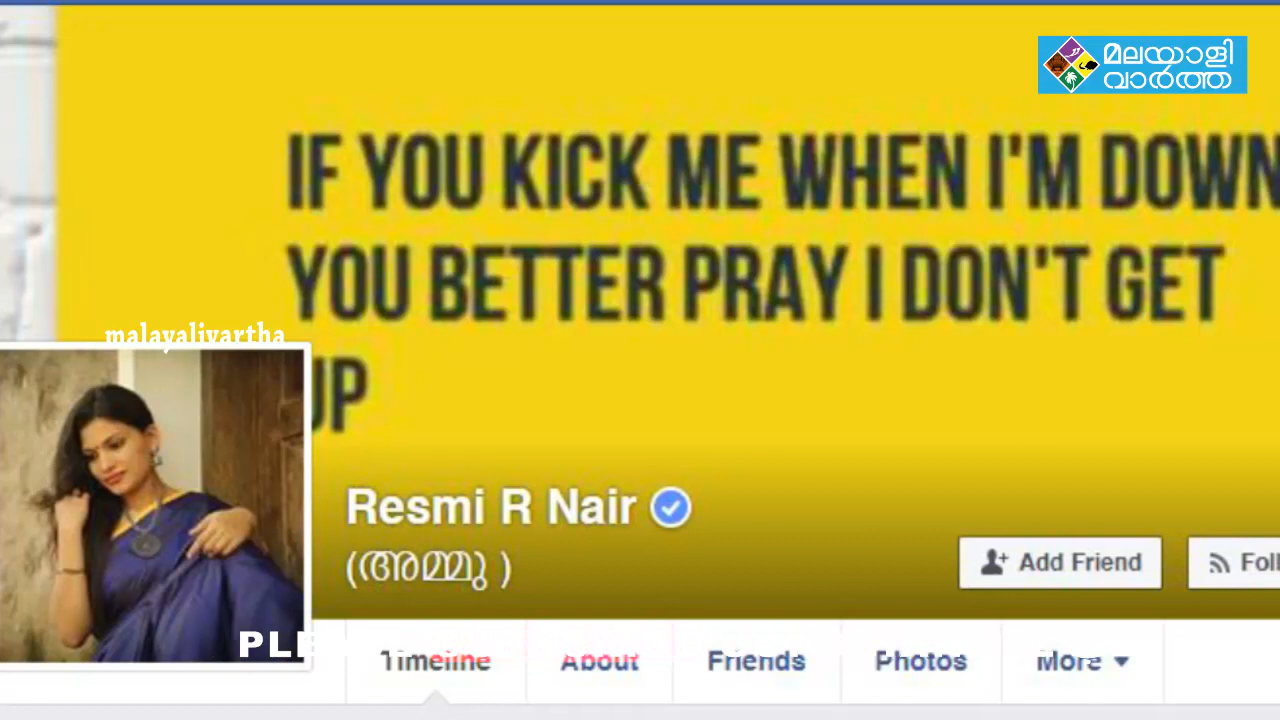 മലയാളി
വാർത്ത
IF YOU KICK ME WHEN I'M DOWN
YOU BETTER PRAY I DON'T GET
UP
malayalivartha
Resmi R Nair
(അമ്മു )
Add Friend
Timeline
About
Friends
Photos
More